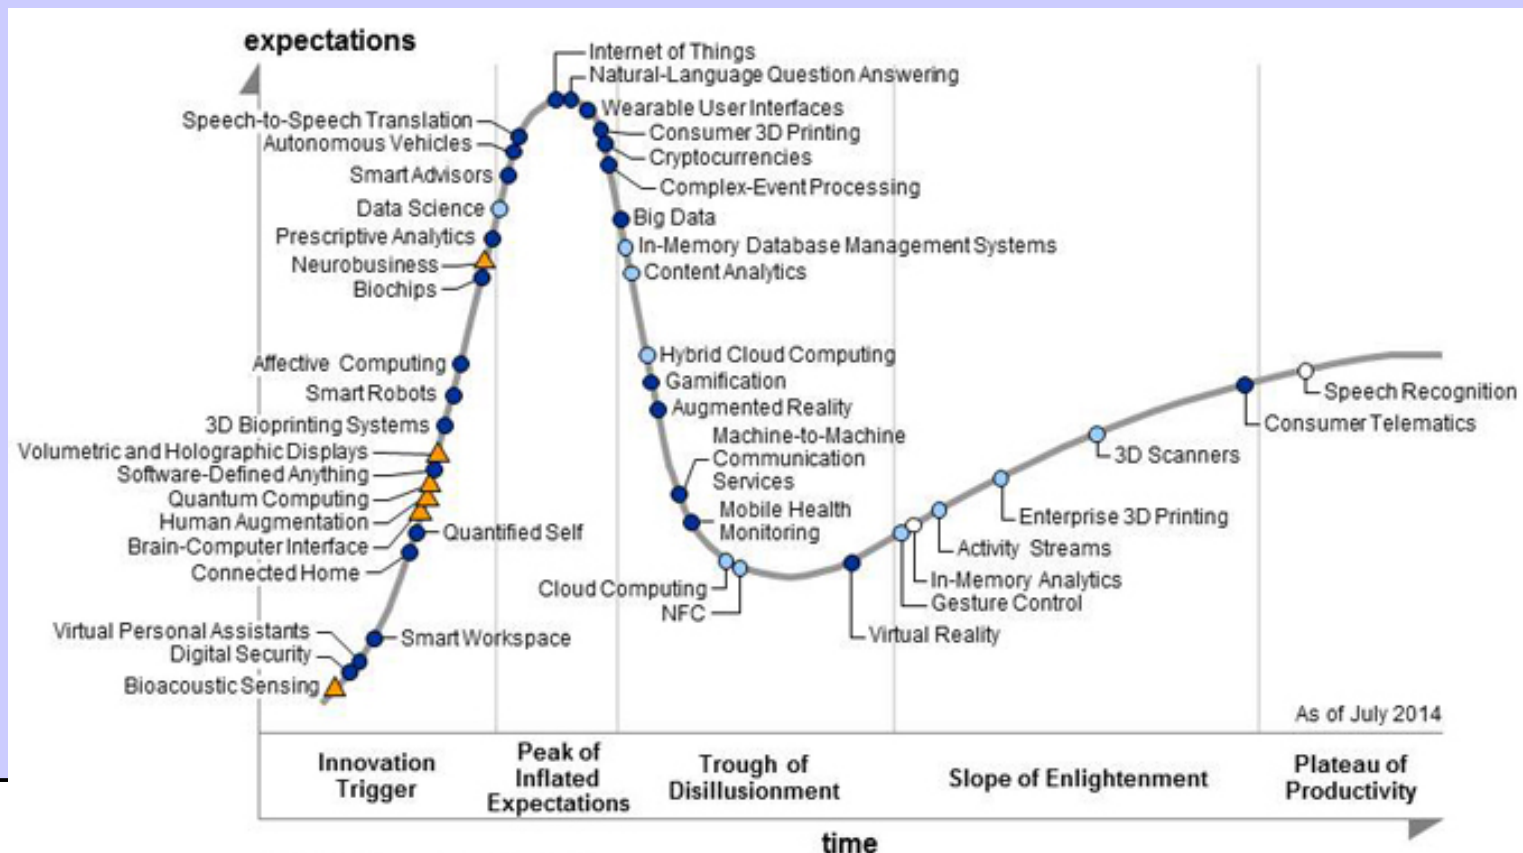 expectations
Internet of Things
Natural-Language Question Answering
Wearable User Interfaces
Consumer 3D Printing
Cryptocurrencies
Complex-Event Processing
Speech-to-Speech Translation
Autonomous Vehicles
Smart Advisors
Data Science
Prescriptive Analytics
Neurobusiness
Biochips
Big Data
In-Memory Database Management Systems
Content Analytics
Affective Computing
Smart Robots
3D Bioprinting Systems
Volumetric and Holographic Displays
Software-Defined Anything
Quantum Computing
Human Augmentation
Brain-Computer Interface
Connected Home
Quantified Self
Virtual Personal Assistants
Digital Security
Bioacoustic Sensing
Smart Workspace
Hybrid Cloud Computing
Gamification
Augmented Reality
Machine-to-Machine
Communication
Services
Mobile Health
Monitoring
Cloud Computing
NFC
Virtual Reality
Gesture Control
In-Memory Analytics
Activity Streams
Enterprise 3D Printing
3D Scanners
Consumer Telematics
Speech Recognition
As of July 2014
Innovation
Trigger
Peak of
Inflated
Expectations
Trough of
Disillusionment
Slope of Enlightenment
Plateau of
Productivity
time